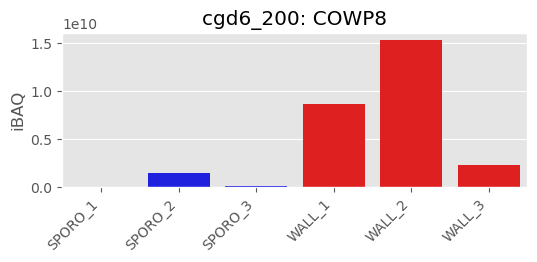 cgd6_200: COWP8
1e10
1.5
1.0
0.5
0.0
iBAQ
SPORO_1
SPORO_2
SPORO_3
WALL_1
WALL_2
WALL_3